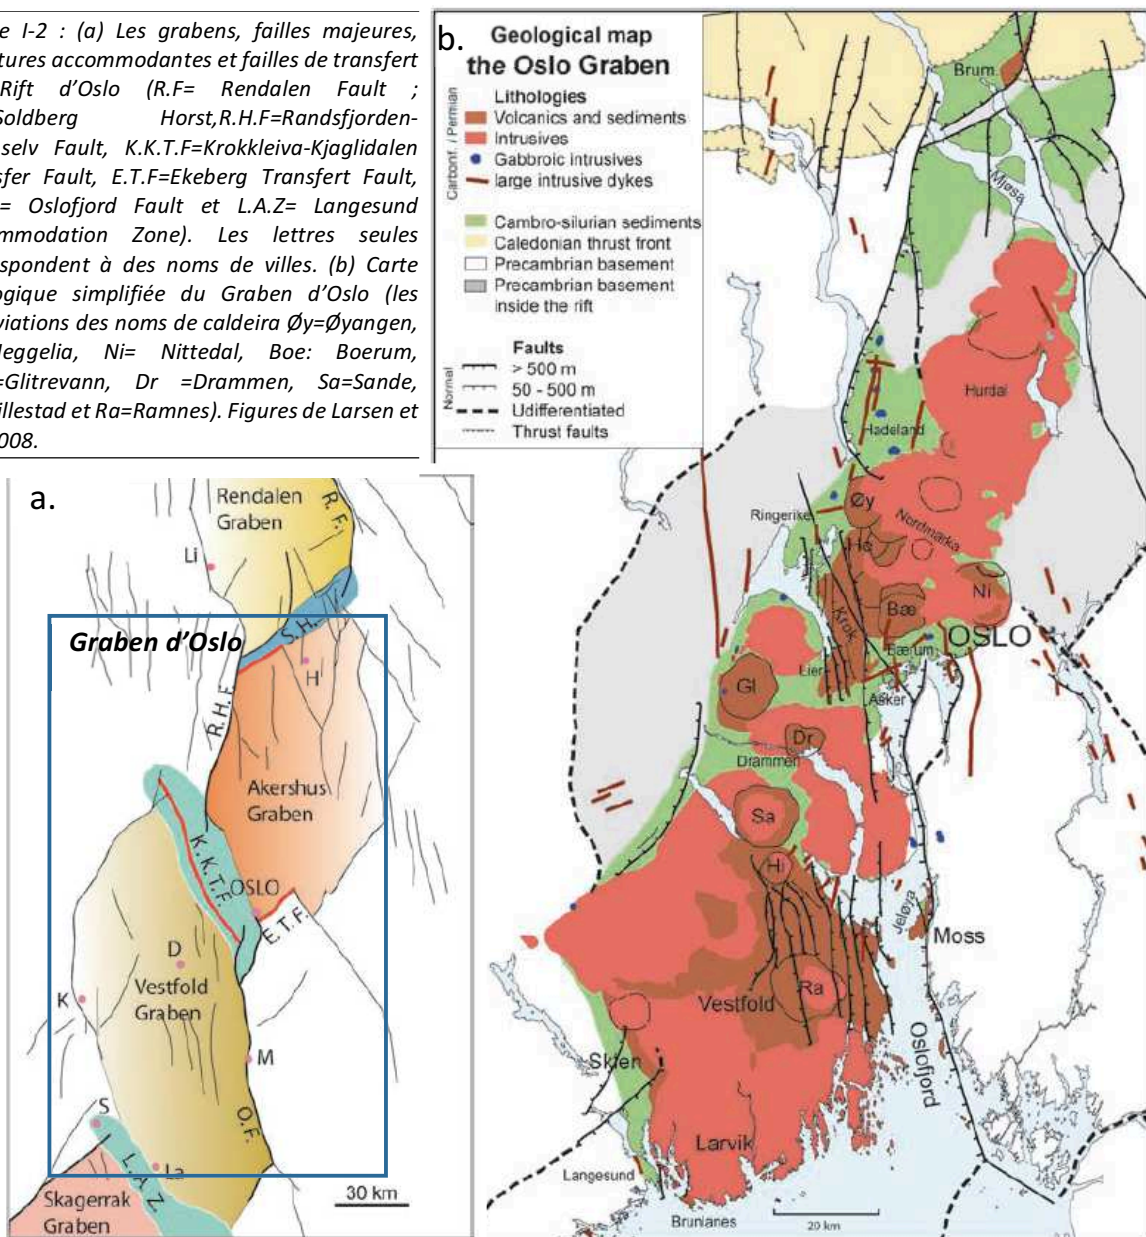 e I-2 : (a) Les grabens, failles majeures,
tures accommodantes et failles de transfert
Rift d'Oslo (R.F= Rendalen Fault ;
Soldberg Horst,R.H.F=Randsfjorden-
selv Fault, K.K.T.F=Krokkleiva-Kjaglidalen
sfer Fault, E.T.F=Ekeberg Transfert Fault,
= Oslofjord Fault et L.A.Z= Langesund
mmodation Zone). Les lettres seules
spondent à des noms de villes. (b) Carte
ogique simplifiée du Graben d'Oslo (les
viations des noms de caldeira Øy=Øyangen,
Heggelia, Ni= Nittedal, Boe: Boerum,
=Glitrevann, Dr =Drammen, Sa=Sande,
illestad et Ra=Ramnes). Figures de Larsen et
2008.
b.
Geological map
the Oslo Graben
Carbonf. / Permian
Lithologies
Volcanics and sediments
Intrusives
Gabbroic intrusives
large intrusive dykes
Cambro-silurian sediments
Caledonian thrust front
Precambrian basement
Precambrian basement
inside the rift
Normal
Faults
> 500 m
50 - 500 m
Udifferentiated
Thrust faults
Brum.
Mjøsa
Hurdal
Hadeland
Øy
Ringerike
Nordmarka
He
Ni
Bæ
Krok
OSLO
Bærum
Lier
Gl
Asker
Dr
Drammen
Sa
Hi
Jeløya
Moss
Ra
Vestfold
Oslofjord
Skien
Larvik
Langesund
Brunlanes
20 km
a.
Rendalen
Graben
R.F.
Li
S.H.
Graben d'Oslo
H
R.H.F.
Akershus
Graben
K.K.T.F.
OSLO
E.T.F.
D
Vestfold
Graben
K
M
O.F.
S
L.A.Z
La
Skagerrak
Graben
30 km